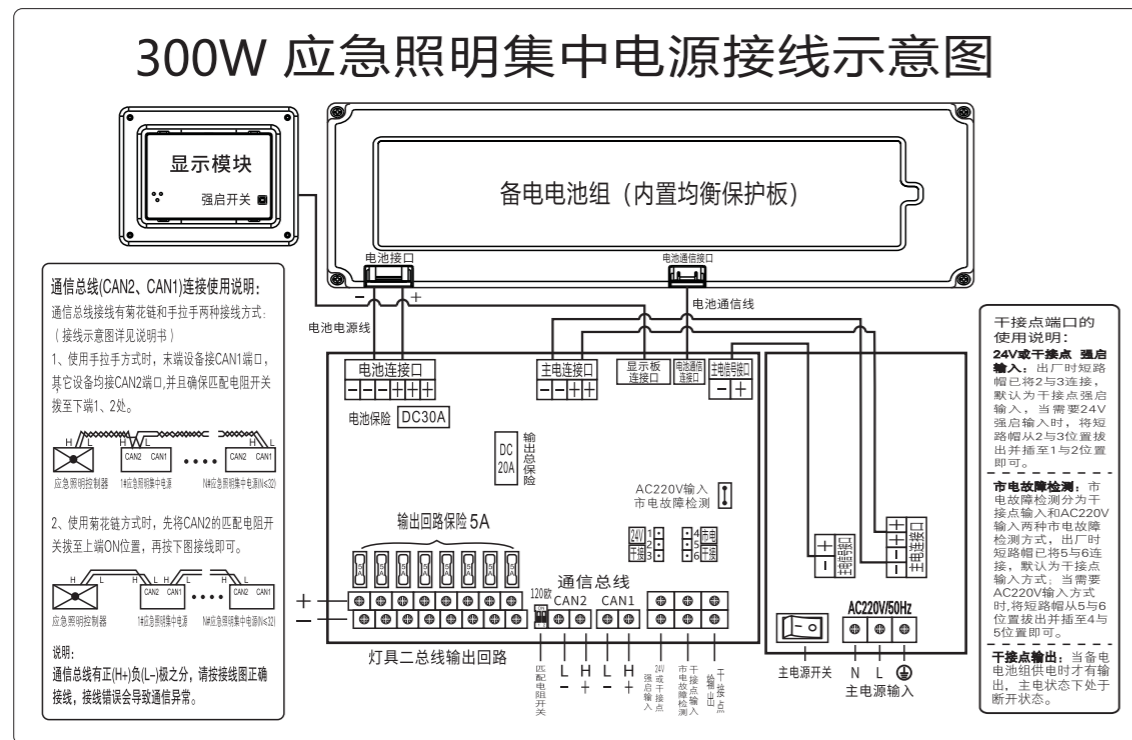 300W 应急照明集中电源接线示意图
显示模块
强启开关
备电电池组（内置均衡保护板）
电池接口
电池通信接口
－
＋
电池电源线
电池通信线
通信总线(CAN2、CAN1)连接使用说明：
通信总线接线有菊花链和手拉手两种接线方式：
（接线示意图详见说明书）
1、使用手拉手方式时，末端设备接CAN1端口，
其它设备均接CAN2端口,并且确保匹配电阻开关
拨至下端1、2处。
H L H L H L
CAN2 CAN1 •••• CAN2 CAN1
应急照明控制器 1#应急照明集中电源 N#应急照明集中电源(N≤32)
2、使用菊花链方式时，先将CAN2的匹配电阻开
关拨至上端ON位置，再按下图接线即可。
H L H L H L H L
CAN2 CAN1 •••• CAN2 CAN1
应急照明控制器 1#应急照明集中电源 N#应急照明集中电源(N≤32)
说明：
通信总线有正(H+)负(L-)极之分，请按接线图正确
接线，接线错误会导致通信异常。
电池连接口
－－－＋＋＋
主电连接口
－－＋＋
显示板
连接口
电池通信
连接口
主电信号接口
－＋
电池保险 DC30A
DC
20A
输出总保险
AC220V输入
市电故障检测
输出回路保险 5A
5A 5A 5A 5A 5A 5A 5A 5A
24V 1
2
干接 3
4 市电
5
6 干接
120欧
通信总线
CAN2 CAN1
＋
－
灯具二总线输出回路
匹配电阻开关
L H L H
－ ＋ － ＋
24V或干接点
强启输入
干接点输入
市电故障检测
干接点
输出
＋
－
主电信号接口
＋＋－－
主电连接口
AC220V/50Hz
主电源开关
N L
主电源输入
干接点端口的
使用说明：
24V或干接点 强启
输入：出厂时短路
帽已将2与3连接，
默认为干接点强启
输入，当需要24V
强启输入时，将短
路帽从2与3位置拔
出并插至1与2位置
即可。
市电故障检测：市
电故障检测分为干
接点输入和AC220V
输入两种市电故障
检测方式，出厂时
短路帽已将5与6连
接，默认为干接点
输入方式；当需要
AC220V输入方式
时,将短路帽从5与6
位置拔出并插至4与
5位置即可。
干接点输出：当备电
电池组供电时才有输
出，主电状态下处于
断开状态。